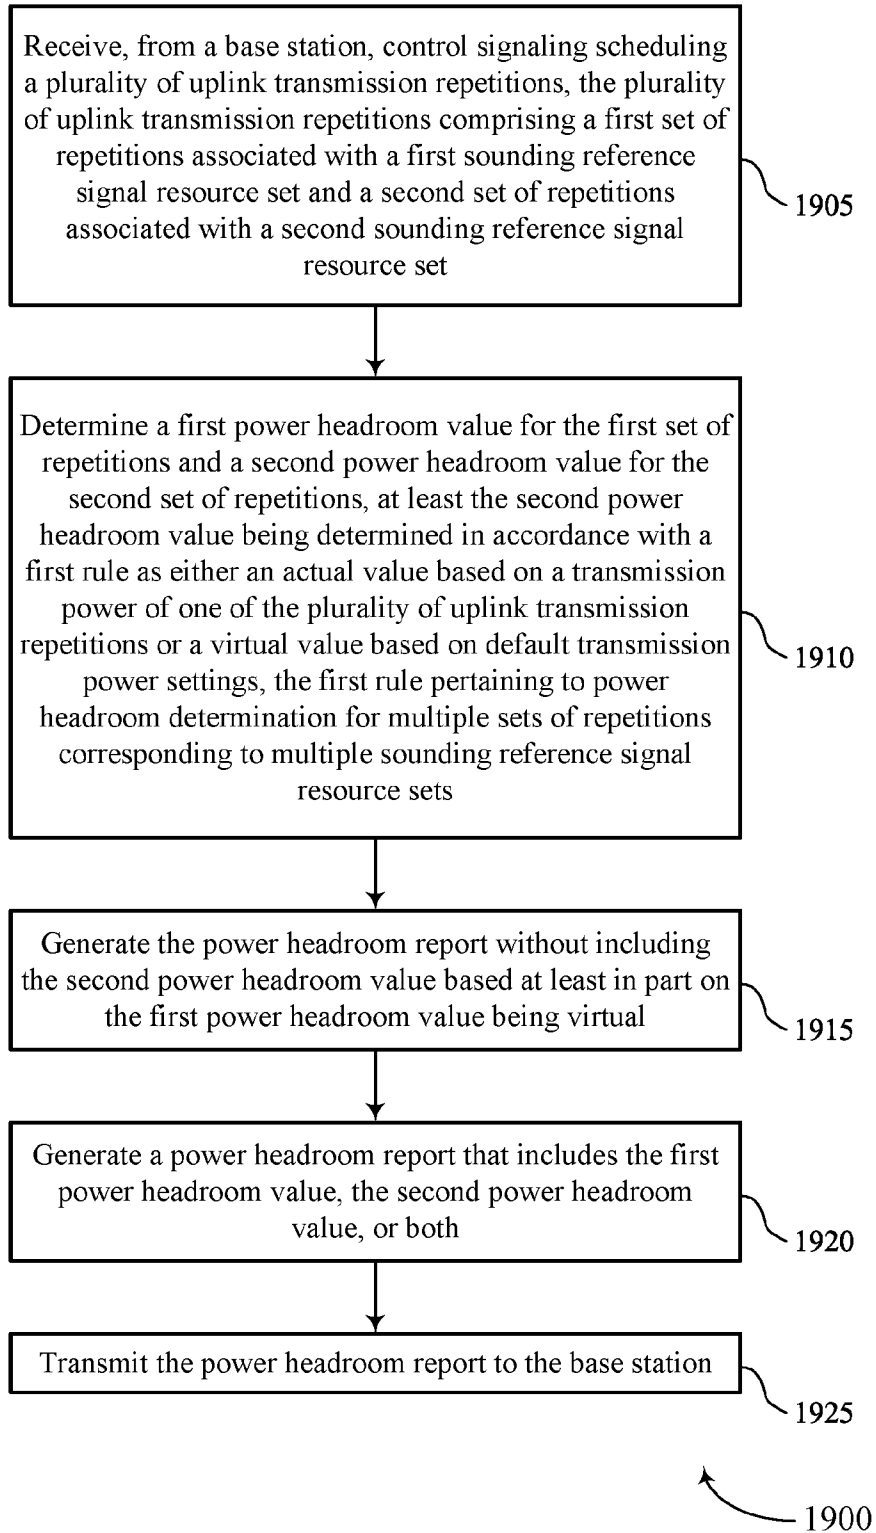 Receive, from a base station, control signaling scheduling
a plurality of uplink transmission repetitions, the plurality
of uplink transmission repetitions comprising a first set of
repetitions associated with a first sounding reference
signal resource set and a second set of repetitions
associated with a second sounding reference signal
resource set
1905
Determine a first power headroom value for the first set of
repetitions and a second power headroom value for the
second set of repetitions, at least the second power
headroom value being determined in accordance with a
first rule as either an actual value based on a transmission
power of one of the plurality of uplink transmission
repetitions or a virtual value based on default transmission
power settings, the first rule pertaining to power
headroom determination for multiple sets of repetitions
corresponding to multiple sounding reference signal
resource sets
1910
Generate the power headroom report without including
the second power headroom value based at least in part on
the first power headroom value being virtual
1915
Generate a power headroom report that includes the first
power headroom value, the second power headroom
value, or both
1920
Transmit the power headroom report to the base station
1925
1900